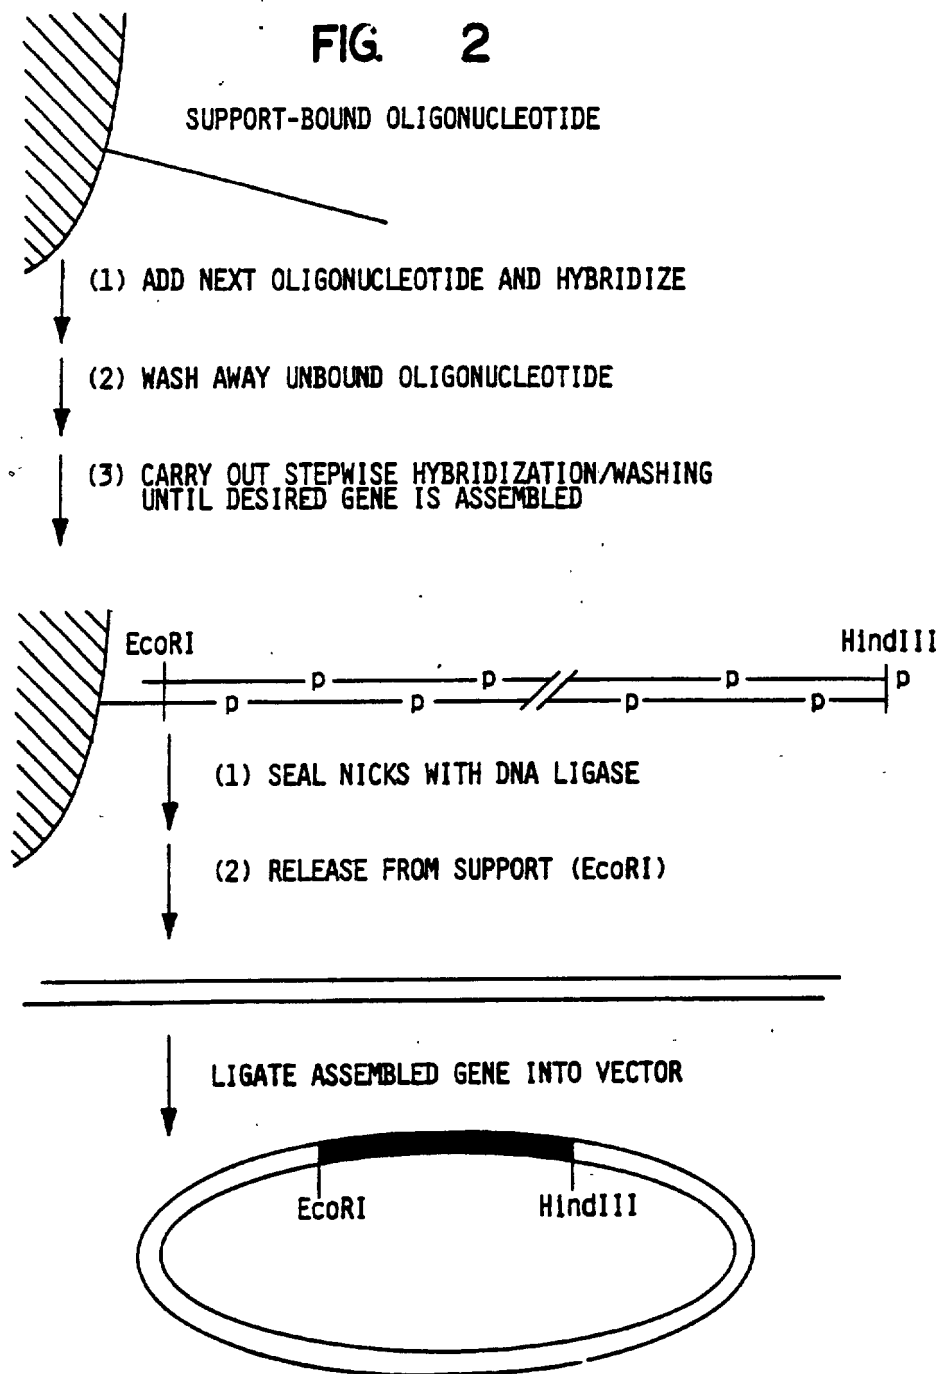 FIG. 2
SUPPORT-BOUND OLIGONUCLEOTIDE
(1) ADD NEXT OLIGONUCLEOTIDE AND HYBRIDIZE
(2) WASH AWAY UNBOUND OLIGONUCLEOTIDE
(3) CARRY OUT STEPWISE HYBRIDIZATION/WASHING
UNTIL DESIRED GENE IS ASSEMBLED
EcoRI HindIII
p p p p
p p p p
(1) SEAL NICKS WITH DNA LIGASE
(2) RELEASE FROM SUPPORT (EcoRI)
LIGATE ASSEMBLED GENE INTO VECTOR
EcoRI HindIII